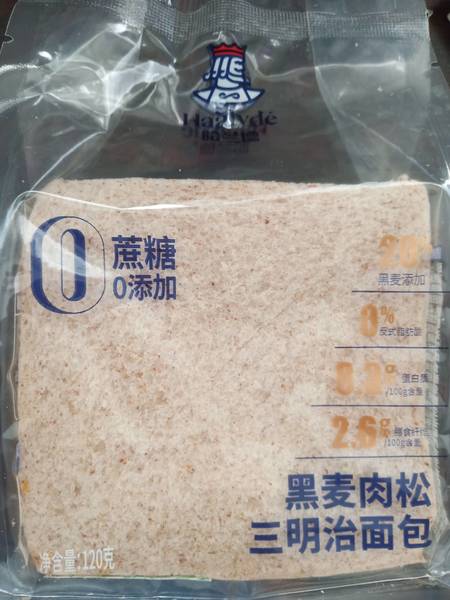 0
蔗糖
0添加
20%
黑麦添加
0%
反式脂肪酸
蛋白质
/100g含量
2.6g
膳食纤维
/100g含量
黑麦肉松
三明治面包
净含量:120克